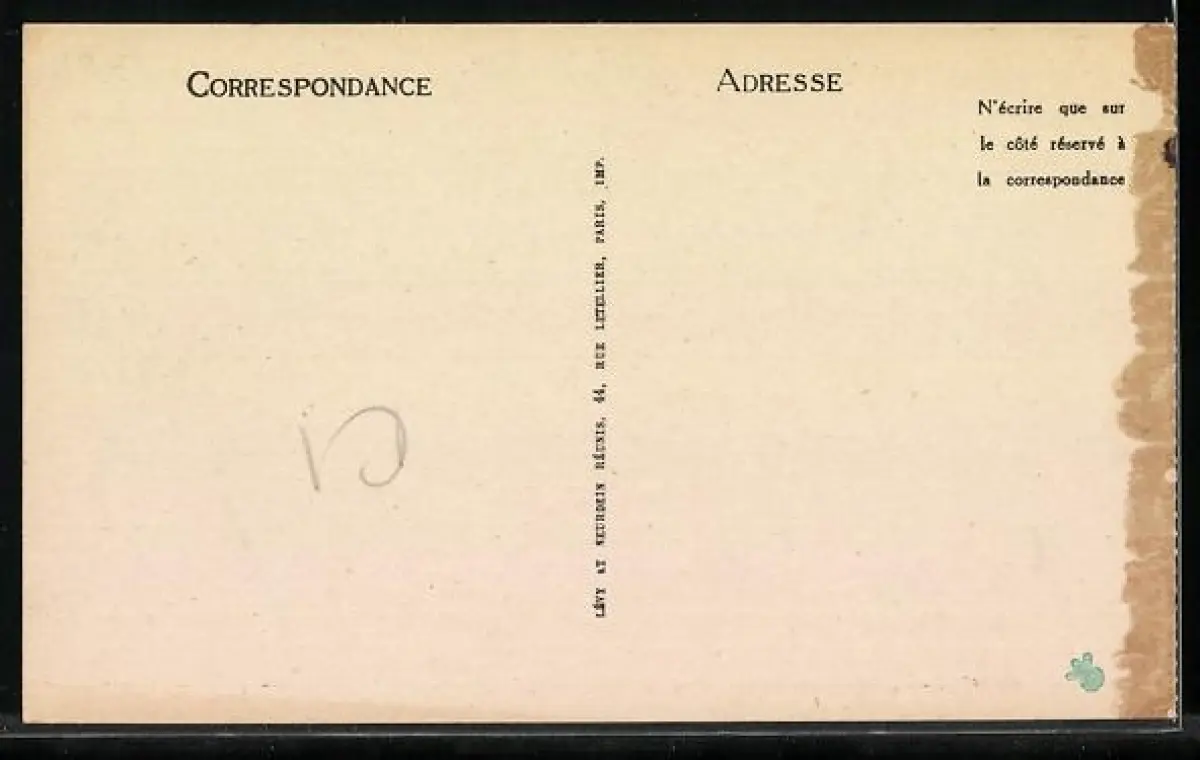 CORRESPONDANCE
ADRESSE
N'écrire que sur
le côté réservé à
la correspondance
LÉVY ET NEURDEIN RÉUNIS, 44, RUE LETELLIER, PARIS, IMP.